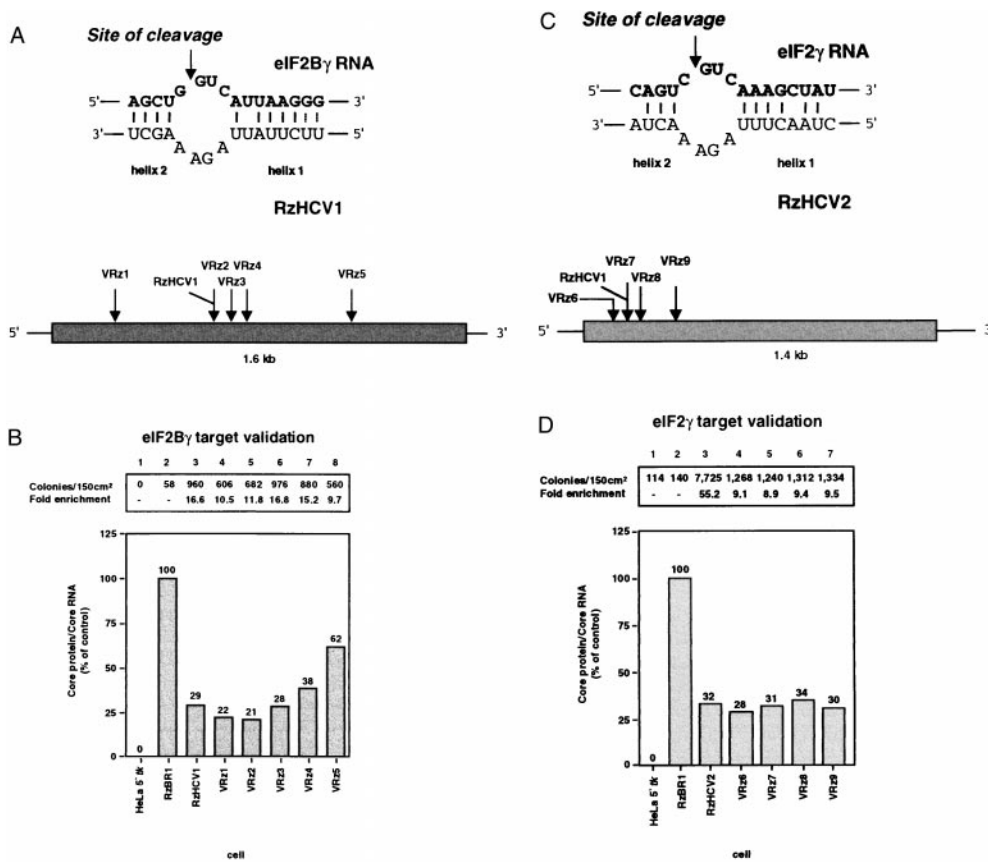 A
Site of cleavage
eIF2Bγ RNA
5'
AGCU
G
GU
C
AUUAAGGG
3'
3'
UCGA
A
AGA
A
UUAUUCUU
5'
helix 2
helix 1
RzHCV1
VRz1
RzHCV1
VRz2
VRz3
VRz4
VRz5
5'
3'
1.6 kb
B
eIF2Bγ target validation
1 2 3 4 5 6 7 8
Colonies/150cm² 0 58 960 606 682 976 880 560
Fold enrichment - - 16.6 10.5 11.8 16.8 15.2 9.7
Core protein/Core RNA
(% of control)
125
100
75
50
25
0
0
100
29
22
21
28
38
62
HeLa 5' tk
RzBR1
RzHCV1
VRz1
VRz2
VRz3
VRz4
VRz5
cell
C
Site of cleavage
eIF2γ RNA
5'
CAGU
C
GU
C
AAAGCUAU
3'
3'
AUCA
A
AGA
A
UUUCAAUC
5'
helix 2
helix 1
RzHCV2
VRz7
RzHCV1
VRz6
VRz8
VRz9
5'
3'
1.4 kb
D
eIF2γ target validation
1 2 3 4 5 6 7
Colonies/150cm² 114 140 7,725 1,268 1,240 1,312 1,334
Fold enrichment - - 55.2 9.1 8.9 9.4 9.5
Core protein/Core RNA
(% of control)
125
100
75
50
25
0
0
100
32
28
31
34
30
HeLa 5' tk
RzBR1
RzHCV2
VRz6
VRz7
VRz8
VRz9
cell